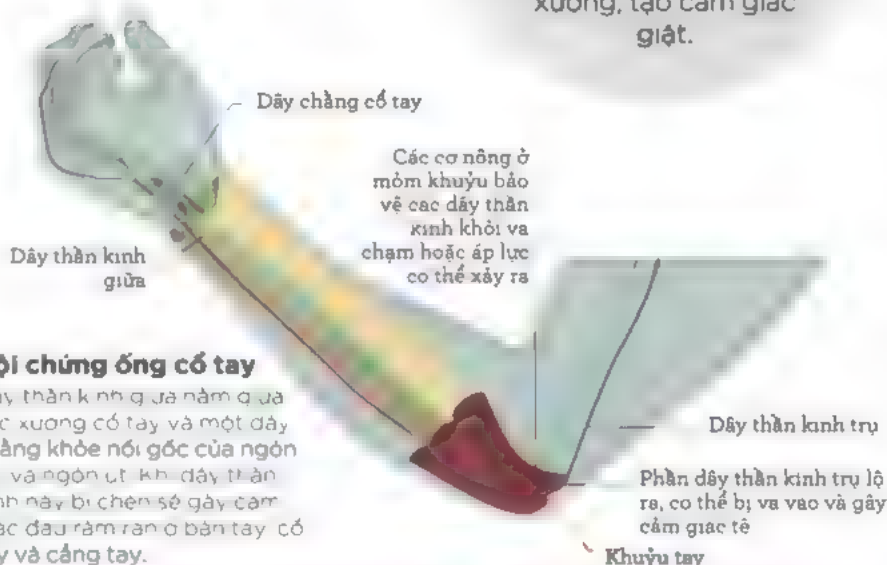 xương, tạo cảm giác
giật.
Dây chằng cổ tay
Các cơ nông ở
mỏm khuỷu bảo
vệ các dây thần
kinh khỏi va
chạm hoặc áp lực
có thể xảy ra
Dây thần kinh
giữa
ội chứng ống cổ tay
thần
xương cổ tay và một dây
ằng khỏe nối gốc của ngón
và ngón út. Khi dây thần
này bị chèn sẽ gây cảm
đau râm ran ở bàn tay, cổ
y và cẳng tay.
Dây thần kinh trụ
Phần dây thần kinh trụ lộ
ra, có thể bị va vào và gây
cảm giác tê
Khuỷu tay